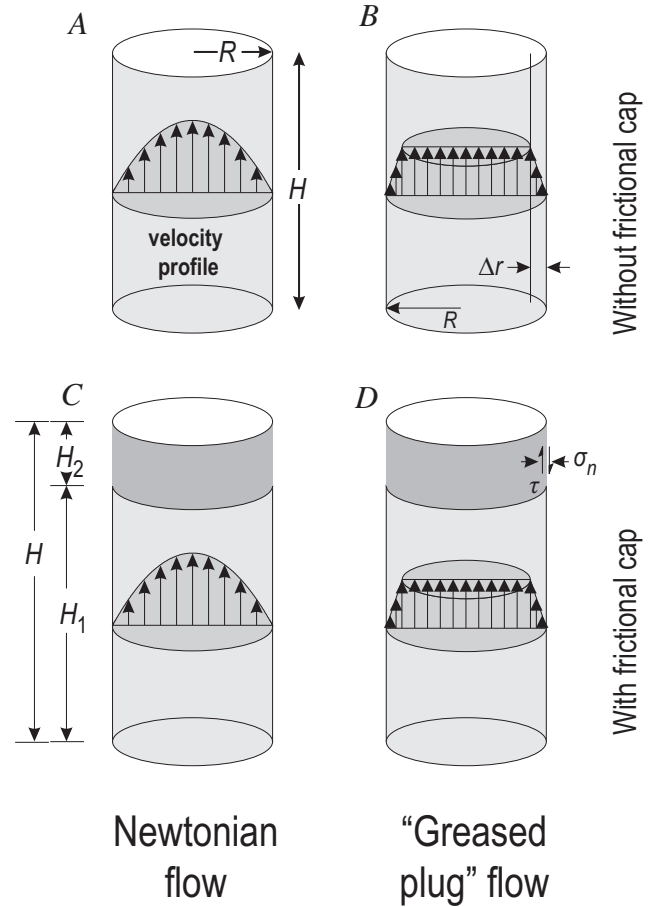 A
R
H
velocity
profile
B
Δr
R
Without frictional cap
C
H2
H
H1
D
σn
τ
With frictional cap
Newtonian
flow
“Greased
plug” flow